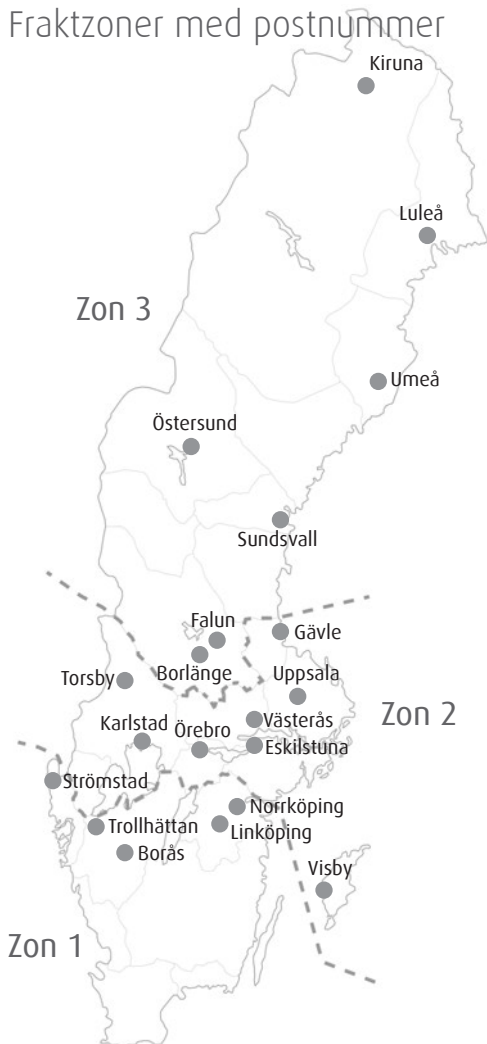 Fraktzoner med postnummer
Kiruna
Luleå
Zon 3
Umeå
Östersund
Sundsvall
Falun
Gävle
Borlänge
Uppsala
Torsby
Zon 2
Karlstad
Örebro
Västerås
Eskilstuna
Strömstad
Norrköping
Trollhättan
Linköping
Borås
Visby
Zon 1